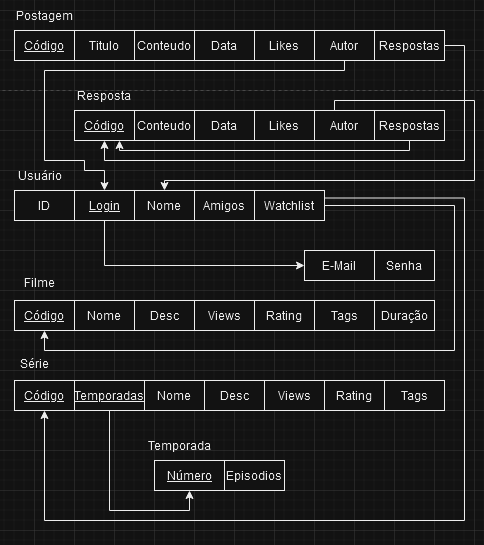 Postagem
Código Titulo Conteudo Data Likes Autor Respostas
Resposta
Código Conteudo Data Likes Autor Respostas
Usuário
ID Login Nome Amigos Watchlist
E-Mail Senha
Filme
Código Nome Desc Views Rating Tags Duração
Série
Código Temporadas Nome Desc Views Rating Tags
Temporada
Número Episodios